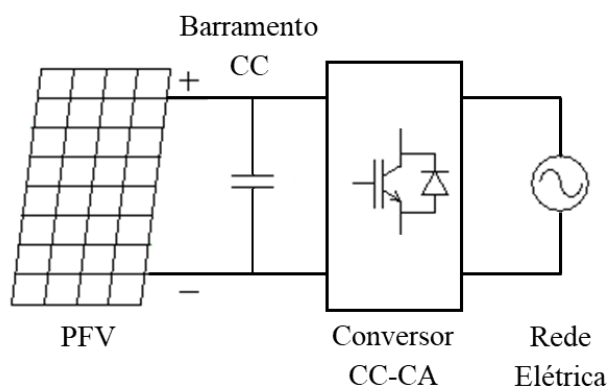 Barramento
CC
+
−
PFV
Conversor
CC-CA
Rede
Elétrica